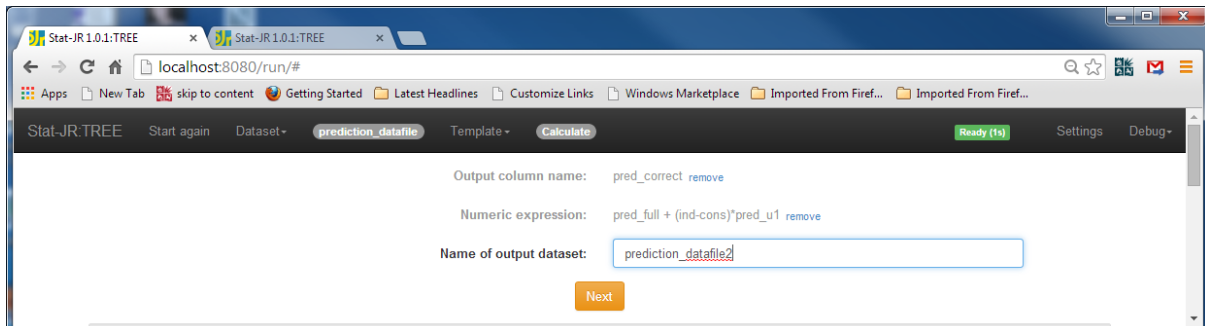 Stat-JR 1.0.1:TREE Stat-JR 1.0.1:TREE
localhost:8080/run/#
Apps New Tab skip to content Getting Started Latest Headlines Customize Links Windows Marketplace Imported From Firef... Imported From Firef...
Stat-JR:TREE Start again Dataset prediction_datafile Template Calculate Ready (1s) Settings Debug
Output column name: pred_correct remove
Numeric expression: pred_full + (ind-cons)*pred_u1 remove
Name of output dataset: prediction_datafile2
Next